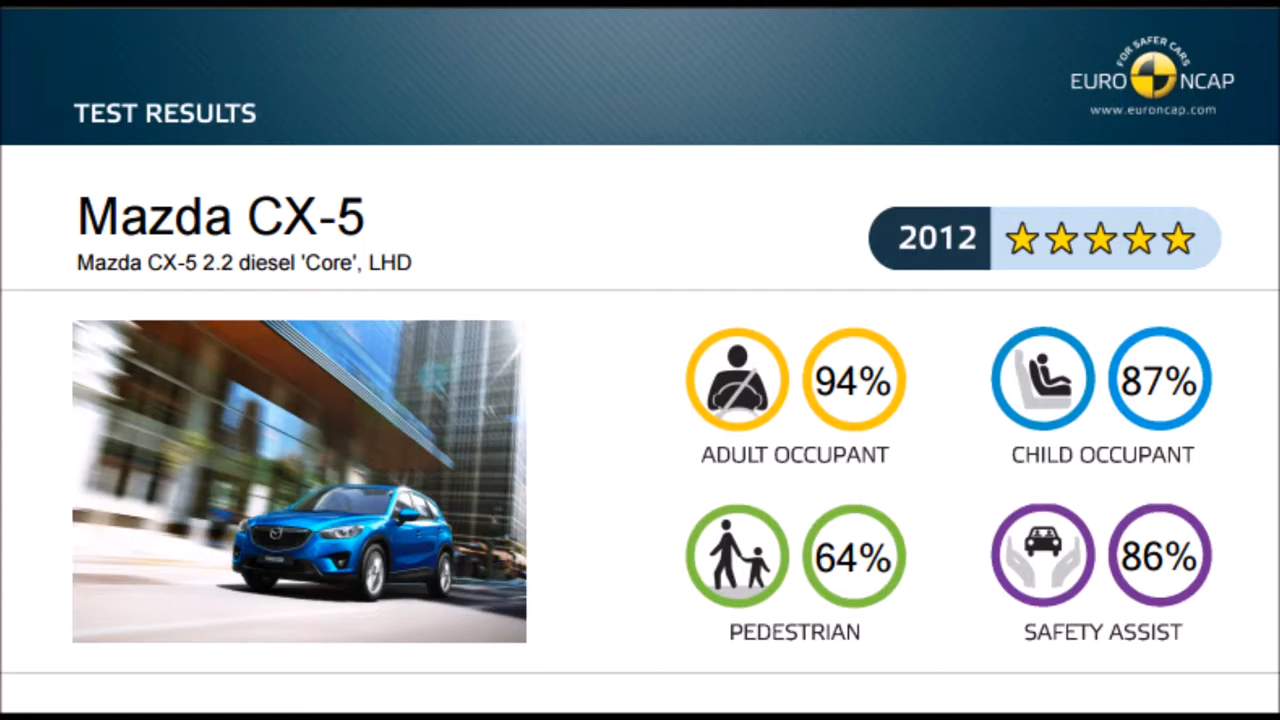 FOR SAFER CARS
EURO NCAP
www.euroncap.com
TEST RESULTS
Mazda CX-5
Mazda CX-5 2.2 diesel 'Core', LHD
2012
94%
87%
ADULT OCCUPANT
CHILD OCCUPANT
64%
86%
PEDESTRIAN
SAFETY ASSIST